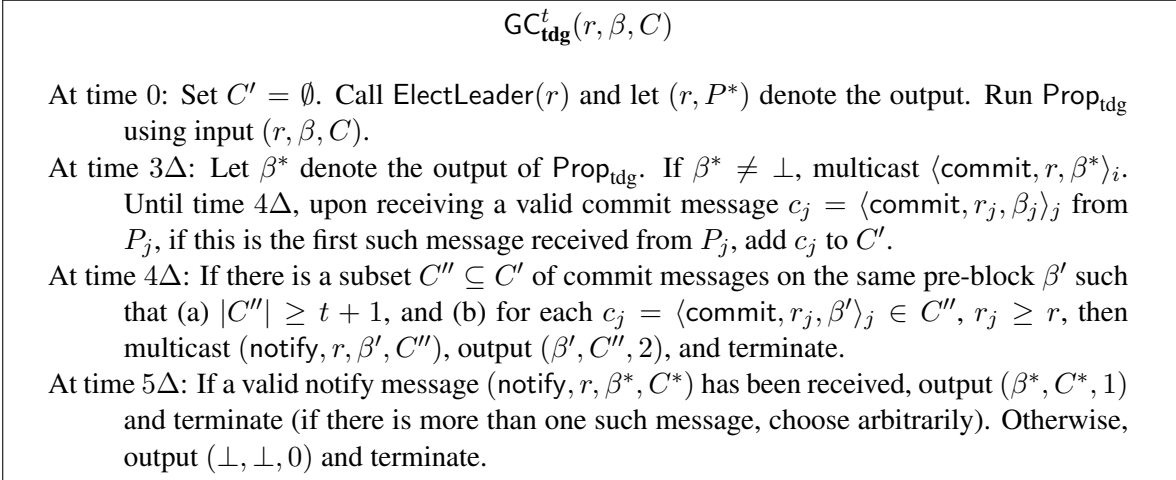 GC^t_tdg(r, β, C)
At time 0: Set C′ = ∅. Call ElectLeader(r) and let (r, P*) denote the output. Run Prop_tdg
using input (r, β, C).
At time 3Δ: Let β* denote the output of Prop_tdg. If β* ≠ ⊥, multicast ⟨commit, r, β*⟩_i.
Until time 4Δ, upon receiving a valid commit message c_j = ⟨commit, r_j, β_j⟩_j from
P_j, if this is the first such message received from P_j, add c_j to C′.
At time 4Δ: If there is a subset C″ ⊆ C′ of commit messages on the same pre-block β′ such
that (a) |C″| ≥ t + 1, and (b) for each c_j = ⟨commit, r_j, β′⟩_j ∈ C″, r_j ≥ r, then
multicast (notify, r, β′, C″), output (β′, C″, 2), and terminate.
At time 5Δ: If a valid notify message (notify, r, β*, C*) has been received, output (β*, C*, 1)
and terminate (if there is more than one such message, choose arbitrarily). Otherwise,
output (⊥, ⊥, 0) and terminate.